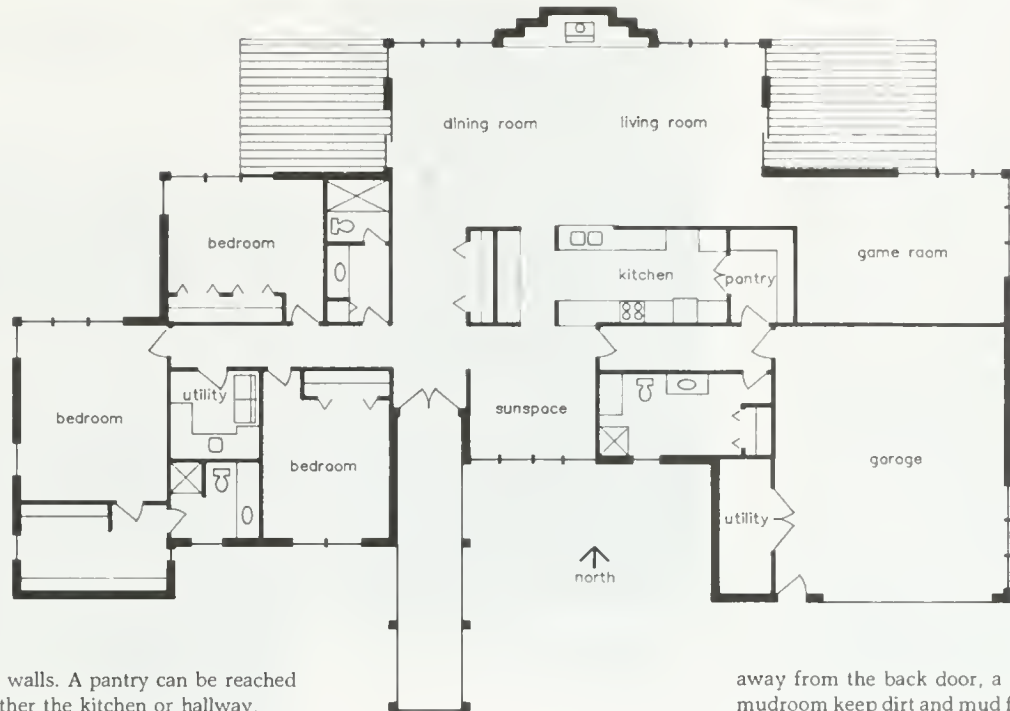 dining room
living room
bedroom
kitchen
pantry
game room
utility
bedroom
sunspace
bedroom
garage
utility
north
walls. A pantry can be reached
ther the kitchen or hallway.
away from the back door, a
mudroom keep dirt and mud f